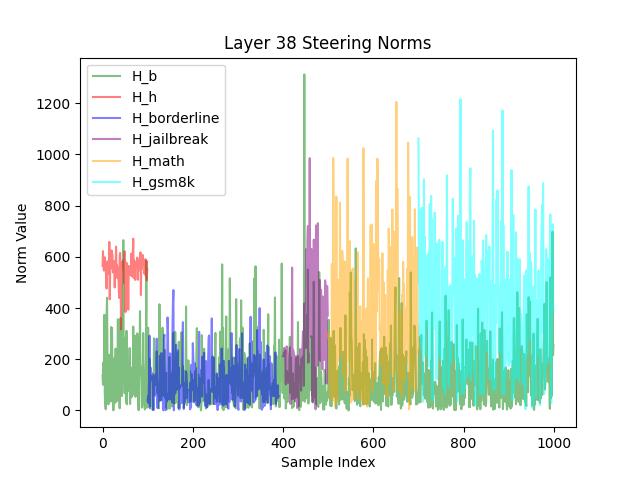 Layer 38 Steering Norms
H_b
H_h
H_borderline
H_jailbreak
H_math
H_gsm8k
Norm Value
1200
1000
800
600
400
200
0
0 200 400 600 800 1000
Sample Index